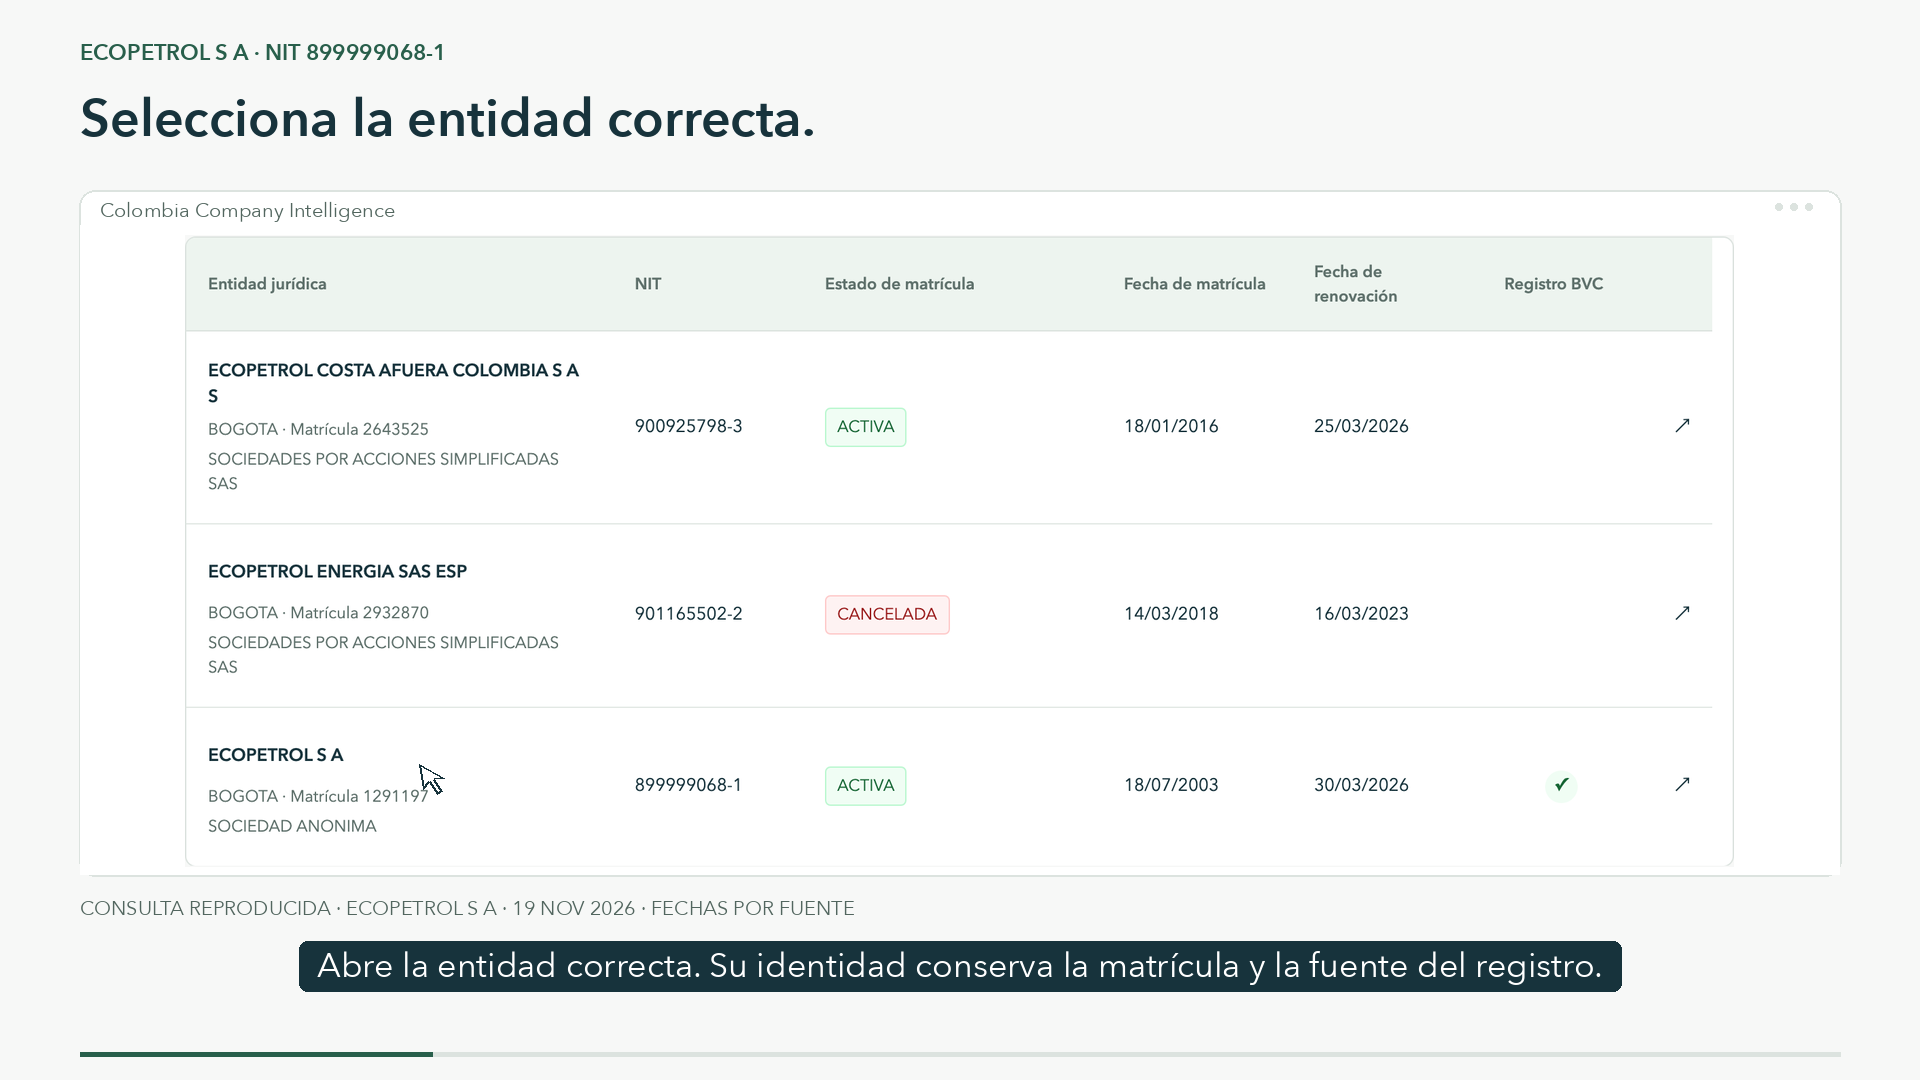 ECOPETROL S A · NIT 899999068-1
Selecciona la entidad correcta.
Colombia Company Intelligence
Entidad jurídica
NIT
Estado de matrícula
Fecha de matrícula
Fecha de
renovación
Registro BVC
ECOPETROL COSTA AFUERA COLOMBIA S A
S
BOGOTA · Matrícula 2643525
SOCIEDADES POR ACCIONES SIMPLIFICADAS
SAS
900925798-3
ACTIVA
18/01/2016
25/03/2026
ECOPETROL ENERGIA SAS ESP
BOGOTA · Matrícula 2932870
SOCIEDADES POR ACCIONES SIMPLIFICADAS
SAS
901165502-2
CANCELADA
14/03/2018
16/03/2023
ECOPETROL S A
BOGOTA · Matrícula 1291197
SOCIEDAD ANONIMA
899999068-1
ACTIVA
18/07/2003
30/03/2026
CONSULTA REPRODUCIDA · ECOPETROL S A · 19 NOV 2026 · FECHAS POR FUENTE
Abre la entidad correcta. Su identidad conserva la matrícula y la fuente del registro.